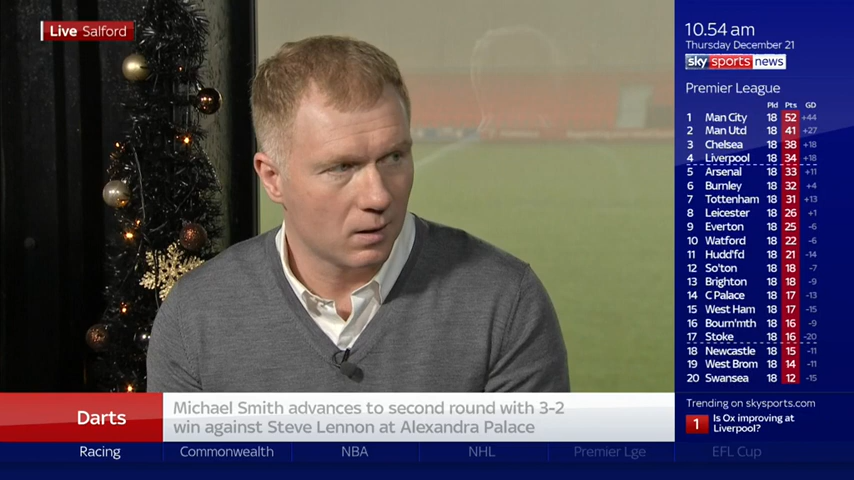 Live Salford
10.54 am
Thursday December 21
sky sports news
Premier League
Pld Pts GD
1 Man City 18 52 +44
2 Man Utd 18 41 +27
3 Chelsea 18 38 +18
4 Liverpool 18 34 +18
5 Arsenal 18 33 +11
6 Burnley 18 32 +4
7 Tottenham 18 31 +13
8 Leicester 18 26 +1
9 Everton 18 25 -6
10 Watford 18 22 -6
11 Hudd'fd 18 21 -14
12 So'ton 18 18 -7
13 Brighton 18 18 -9
14 C Palace 18 17 -13
15 West Ham 18 17 -15
16 Bourn'mth 18 16 -9
17 Stoke 18 16 -20
18 Newcastle 18 15 -11
19 West Brom 18 14 -11
20 Swansea 18 12 -15
Trending on skysports.com
1 Is Ox improving at
Liverpool?
Darts
Michael Smith advances to second round with 3-2
win against Steve Lennon at Alexandra Palace
Racing Commonwealth NBA NHL Premier Lge EFL Cup